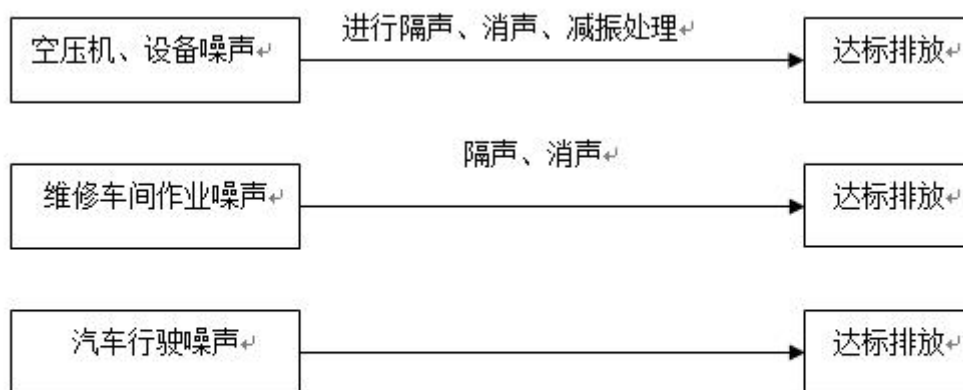 进行隔声、消声、减振处理
空压机、设备噪声
达标排放
隔声、消声
维修车间作业噪声
达标排放
汽车行驶噪声
达标排放